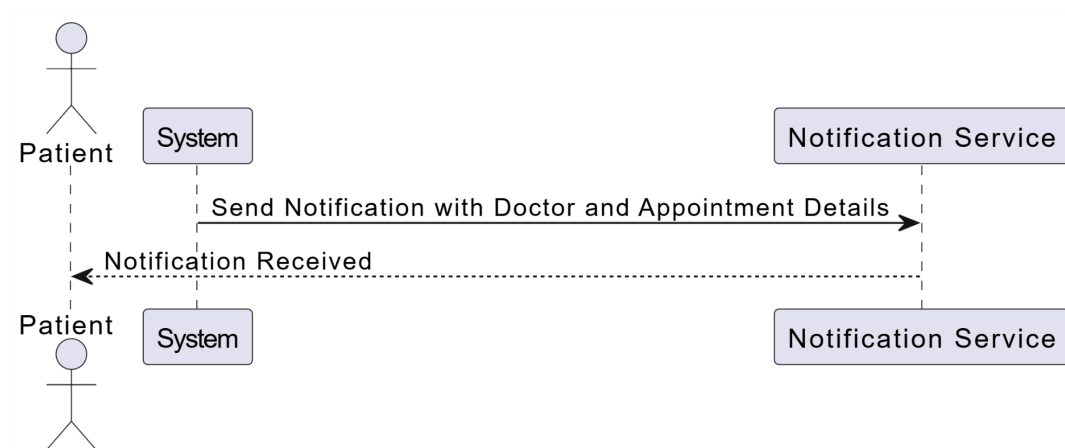 Patient
System
Notification Service
Send Notification with Doctor and Appointment Details
Notification Received
Patient
System
Notification Service